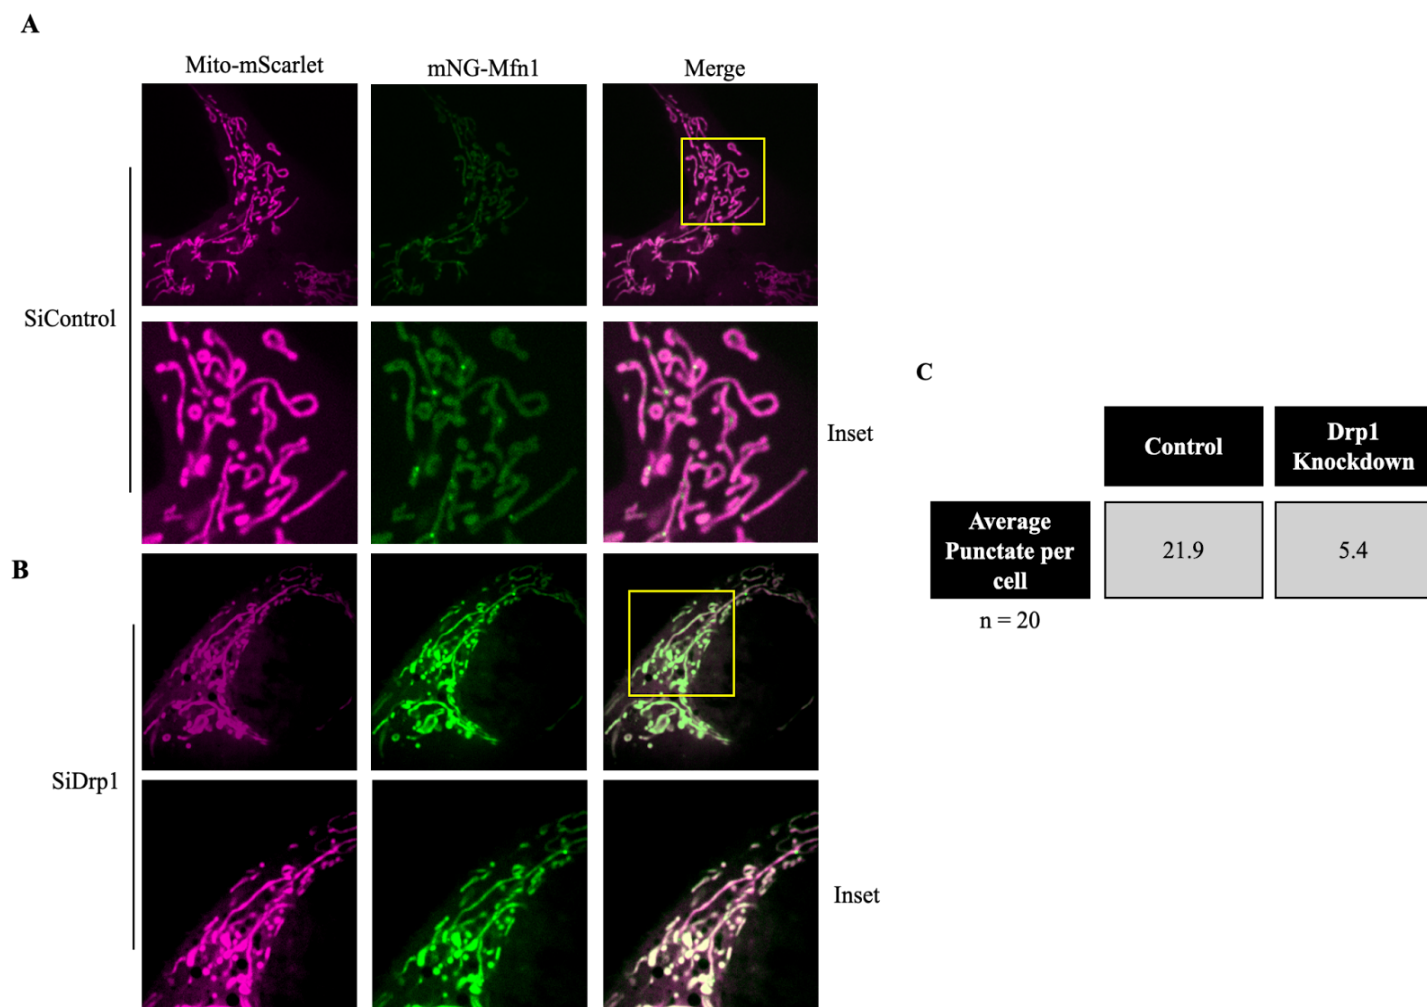 A
Mito-mScarlet
mNG-Mfn1
Merge
SiControl
Inset
B
SiDrp1
Inset
C
Control
Drp1
Knockdown
Average
Punctate per
cell
21.9
5.4
n = 20